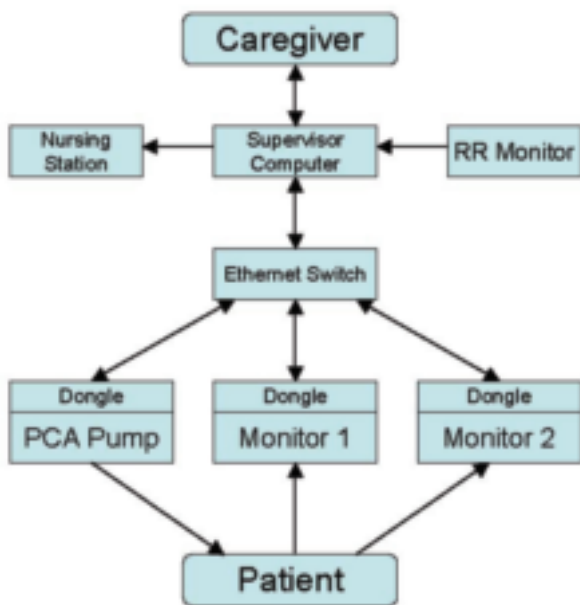 Caregiver
Nursing
Station
Supervisor
Computer
RR Monitor
Ethernet Switch
Dongle
PCA Pump
Dongle
Monitor 1
Dongle
Monitor 2
Patient